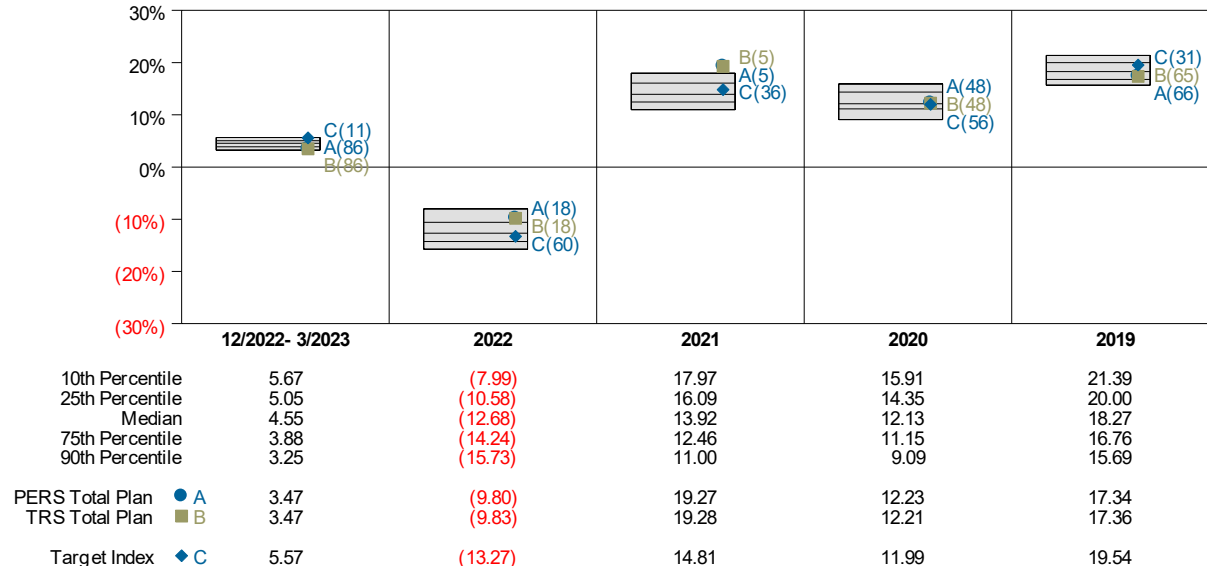 30%
20%
10%
0%
(10%)
(20%)
(30%)
C(11)
A(86)
B(86)
A(18)
B(18)
C(60)
B(5)
A(5)
C(36)
A(48)
B(48)
C(56)
C(31)
B(65)
A(66)
12/2022- 3/2023 2022 2021 2020 2019
10th Percentile 5.67 (7.99) 17.97 15.91 21.39
25th Percentile 5.05 (10.58) 16.09 14.35 20.00
Median 4.55 (12.68) 13.92 12.13 18.27
75th Percentile 3.88 (14.24) 12.46 11.15 16.76
90th Percentile 3.25 (15.73) 11.00 9.09 15.69
PERS Total Plan A 3.47 (9.80) 19.27 12.23 17.34
TRS Total Plan B 3.47 (9.83) 19.28 12.21 17.36
Target Index C 5.57 (13.27) 14.81 11.99 19.54